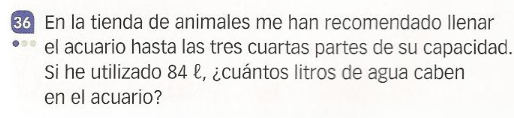 36 En la tienda de animales me han recomendado llenar
el acuario hasta las tres cuartas partes de su capacidad.
Si he utilizado 84 ℓ, ¿cuántos litros de agua caben
en el acuario?